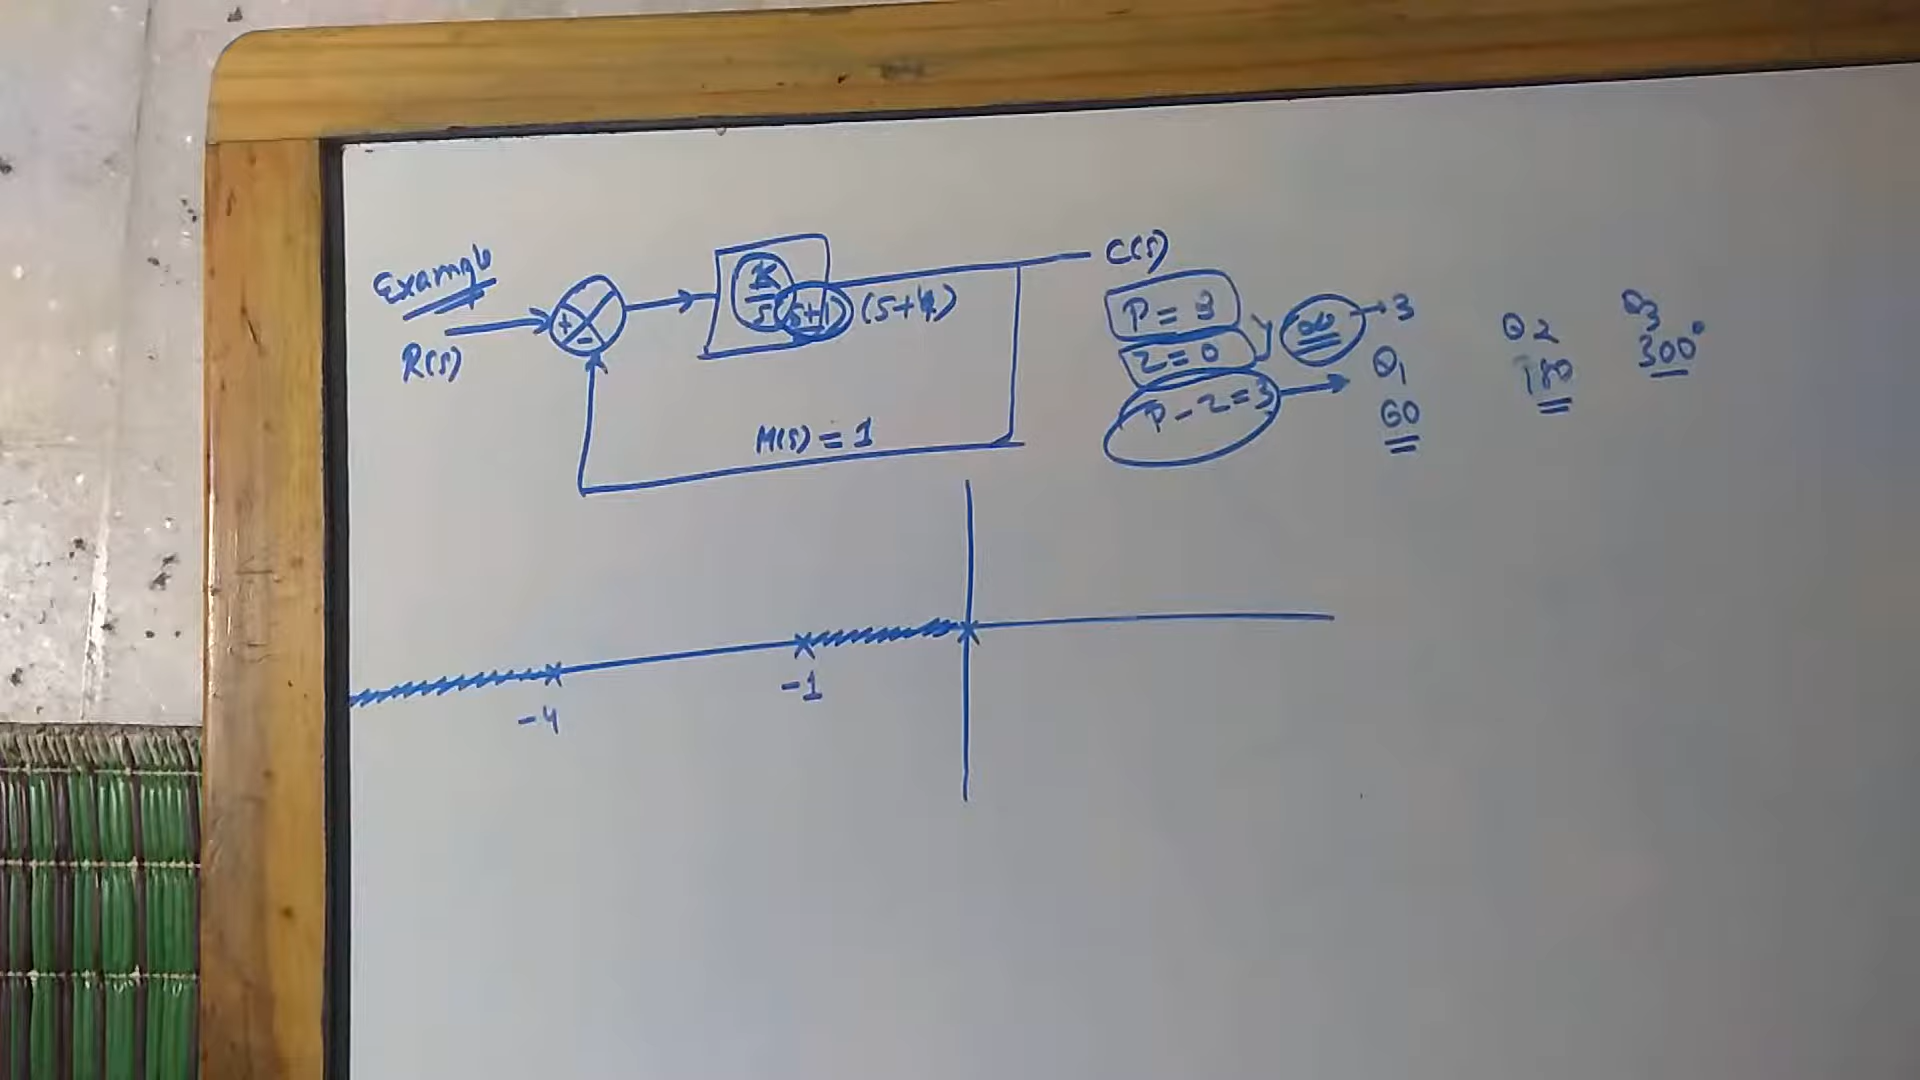 Example
R(s)
+
-
K
s (s+1) (s+4)
C(s)
H(s) = 1
P = 3
Z = 0
P - Z = 3
∞ → 3
θ1
60
θ2
180
θ3
300°
-4
-1